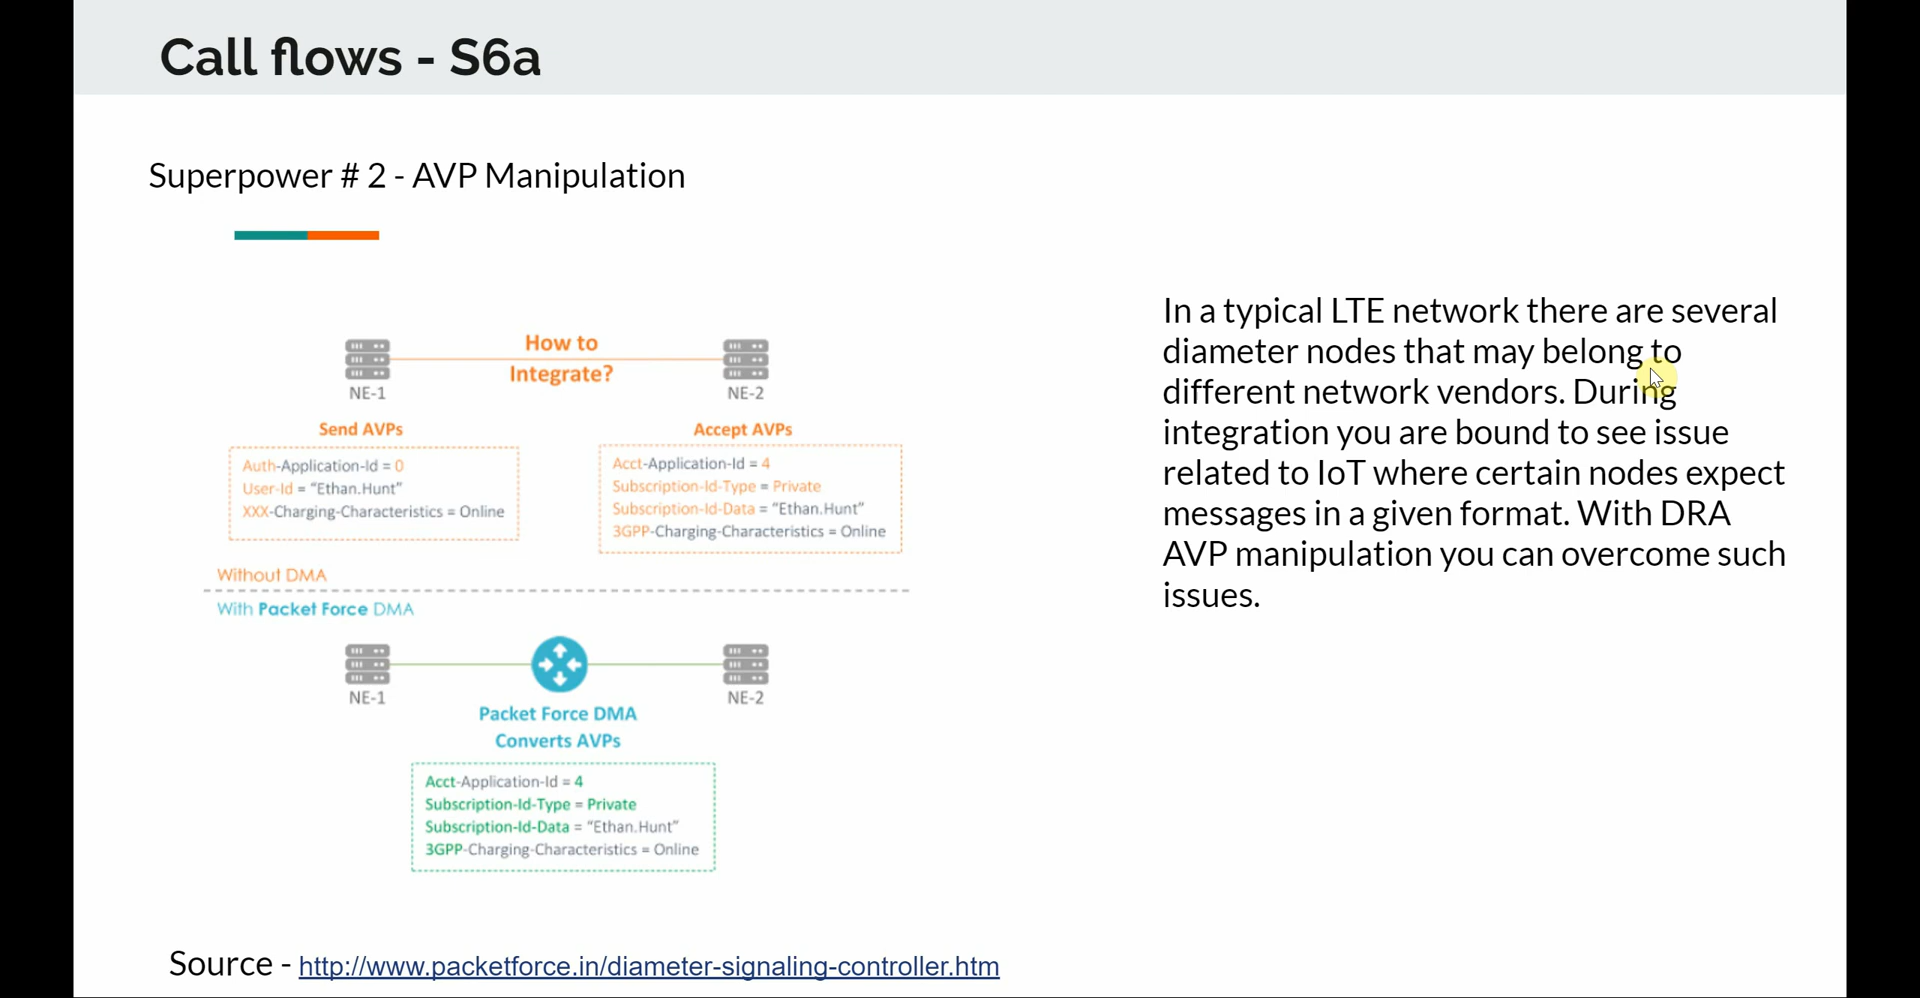 Call flows - S6a
Superpower # 2 - AVP Manipulation
How to
Integrate?
NE-1
NE-2
Send AVPs
Auth-Application-Id = 0
User-Id = “Ethan.Hunt”
XXX-Charging-Characteristics = Online
Accept AVPs
Acct-Application-Id = 4
Subscription-Id-Type = Private
Subscription-Id-Data = “Ethan.Hunt”
3GPP-Charging-Characteristics = Online
Without DMA
With Packet Force DMA
NE-1
NE-2
Packet Force DMA
Converts AVPs
Acct-Application-Id = 4
Subscription-Id-Type = Private
Subscription-Id-Data = “Ethan.Hunt”
3GPP-Charging-Characteristics = Online
In a typical LTE network there are several
diameter nodes that may belong to
different network vendors. During
integration you are bound to see issue
related to IoT where certain nodes expect
messages in a given format. With DRA
AVP manipulation you can overcome such
issues.
Source - http://www.packetforce.in/diameter-signaling-controller.htm